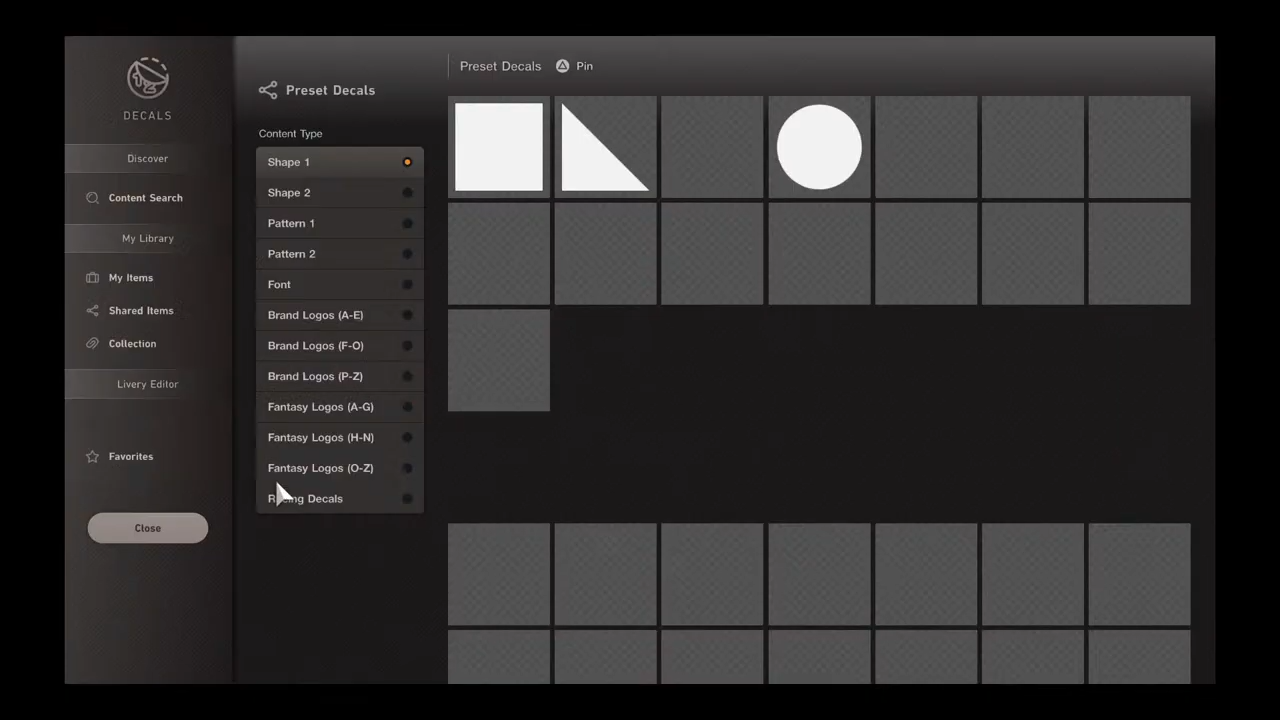 DECALS
Discover
Content Search
My Library
My Items
Shared Items
Collection
Livery Editor
Favorites
Close
Preset Decals
Content Type
Shape 1
Shape 2
Pattern 1
Pattern 2
Font
Brand Logos (A-E)
Brand Logos (F-O)
Brand Logos (P-Z)
Fantasy Logos (A-G)
Fantasy Logos (H-N)
Fantasy Logos (O-Z)
Racing Decals
Preset Decals Pin